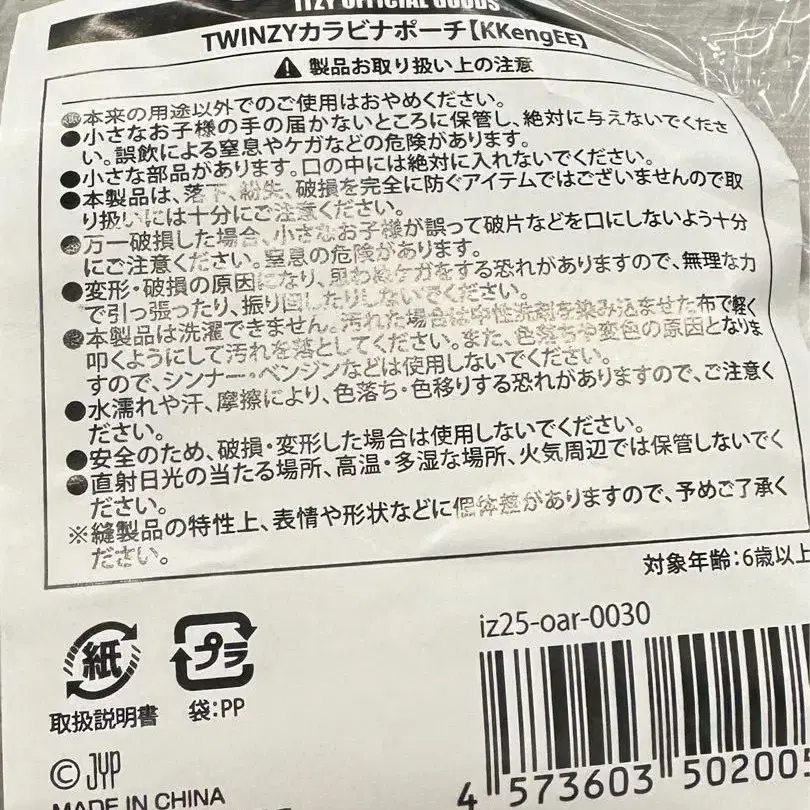 ITZY OFFICIAL GOODS
TWINZYカラビナポーチ【KKengEE】
製品お取り扱い上の注意
●本来の用途以外でのご使用はおやめください。
●小さなお子様の手の届かないところに保管し、絶対に与えないでくださ
い。誤飲による窒息やケガなどの危険があります。
●小さな部品があります。口の中には絶対に入れないでください。
●本製品は、落下、紛失、破損を完全に防ぐアイテムではございませんので取
り扱いには十分にご注意ください。
●万一破損した場合、小さなお子様が誤って破片などを口にしないよう十分
にご注意ください。窒息の危険があります。
●変形・破損の原因になり、思わぬケガをする恐れがありますので、無理な力
で引っ張ったり、振り回したりしないでください。
●本製品は洗濯できません。汚れた場合は中性洗剤を染み込ませた布で軽く
叩くようにして汚れを落としてください。また、色落ちや変色の原因となりま
すので、シンナー・ベンジンなどは使用しないでください。
●水濡れや汗、摩擦により、色落ち・色移りする恐れがありますので、ご注意く
ださい。
●安全のため、破損・変形した場合は使用しないでください。
●直射日光の当たる場所、高温・多湿な場所、火気周辺では保管しないでく
ださい。
※縫製品の特性上、表情や形状などに個体差がありますので、予めご了承く
ださい。
対象年齢:6歳以上
iz25-oar-0030
紙
プラ
取扱説明書
袋:PP
© JYP
MADE IN CHINA
4 573603 502005